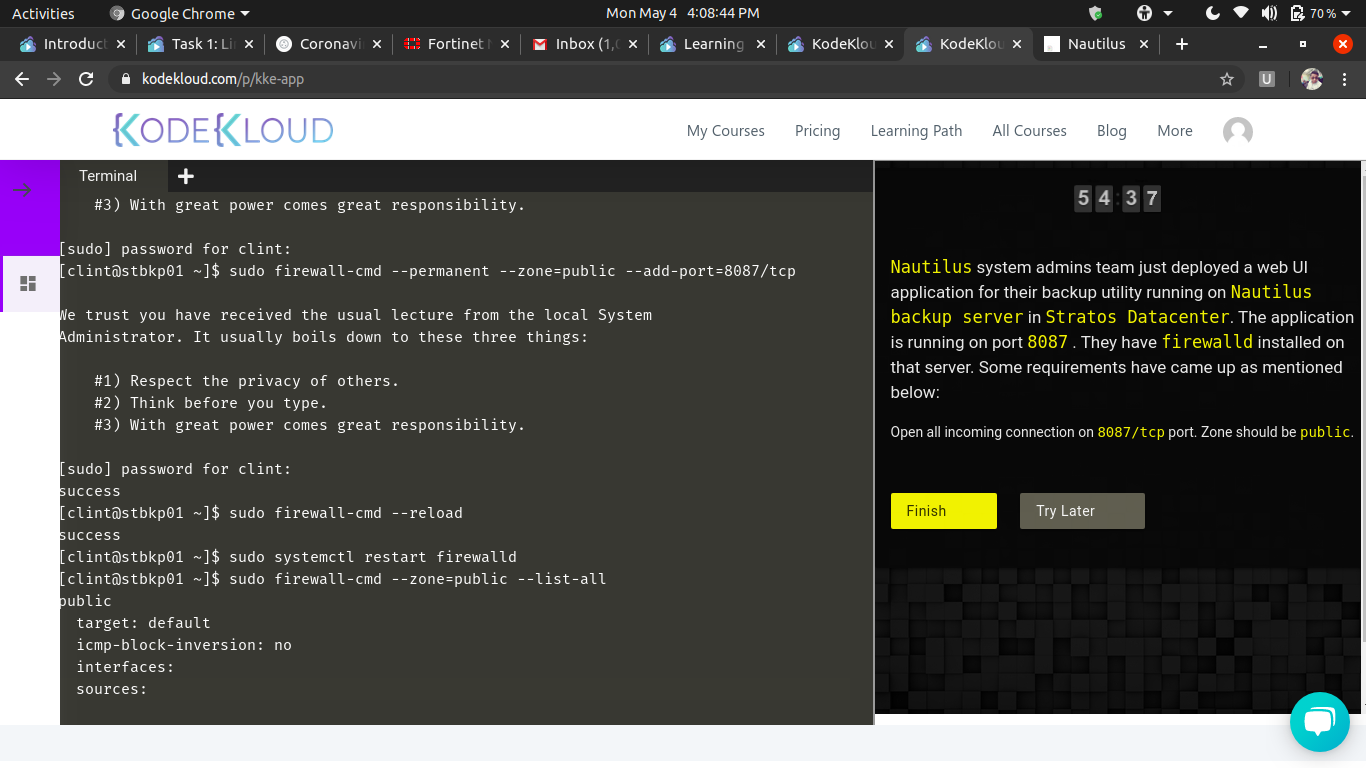 Activities
Google Chrome
Mon May 4 4:08:44 PM
70 %
Introduct
Task 1: Li
Coronavi
Fortinet
Inbox (1,
Learning
KodeKlou
KodeKlou
Nautilus
kodekloud.com/p/kke-app
U
KODEKLOUD
My Courses
Pricing
Learning Path
All Courses
Blog
More
Terminal
#3) With great power comes great responsibility.
[sudo] password for clint:
[clint@stbkp01 ~]$ sudo firewall-cmd --permanent --zone=public --add-port=8087/tcp
We trust you have received the usual lecture from the local System
Administrator. It usually boils down to these three things:
#1) Respect the privacy of others.
#2) Think before you type.
#3) With great power comes great responsibility.
[sudo] password for clint:
success
[clint@stbkp01 ~]$ sudo firewall-cmd --reload
success
[clint@stbkp01 ~]$ sudo systemctl restart firewalld
[clint@stbkp01 ~]$ sudo firewall-cmd --zone=public --list-all
public
target: default
icmp-block-inversion: no
interfaces:
sources:
54:37
Nautilus system admins team just deployed a web UI
application for their backup utility running on Nautilus
backup server in Stratos Datacenter. The application
is running on port 8087 . They have firewalld installed on
that server. Some requirements have came up as mentioned
below:
Open all incoming connection on 8087/tcp port. Zone should be public.
Finish
Try Later